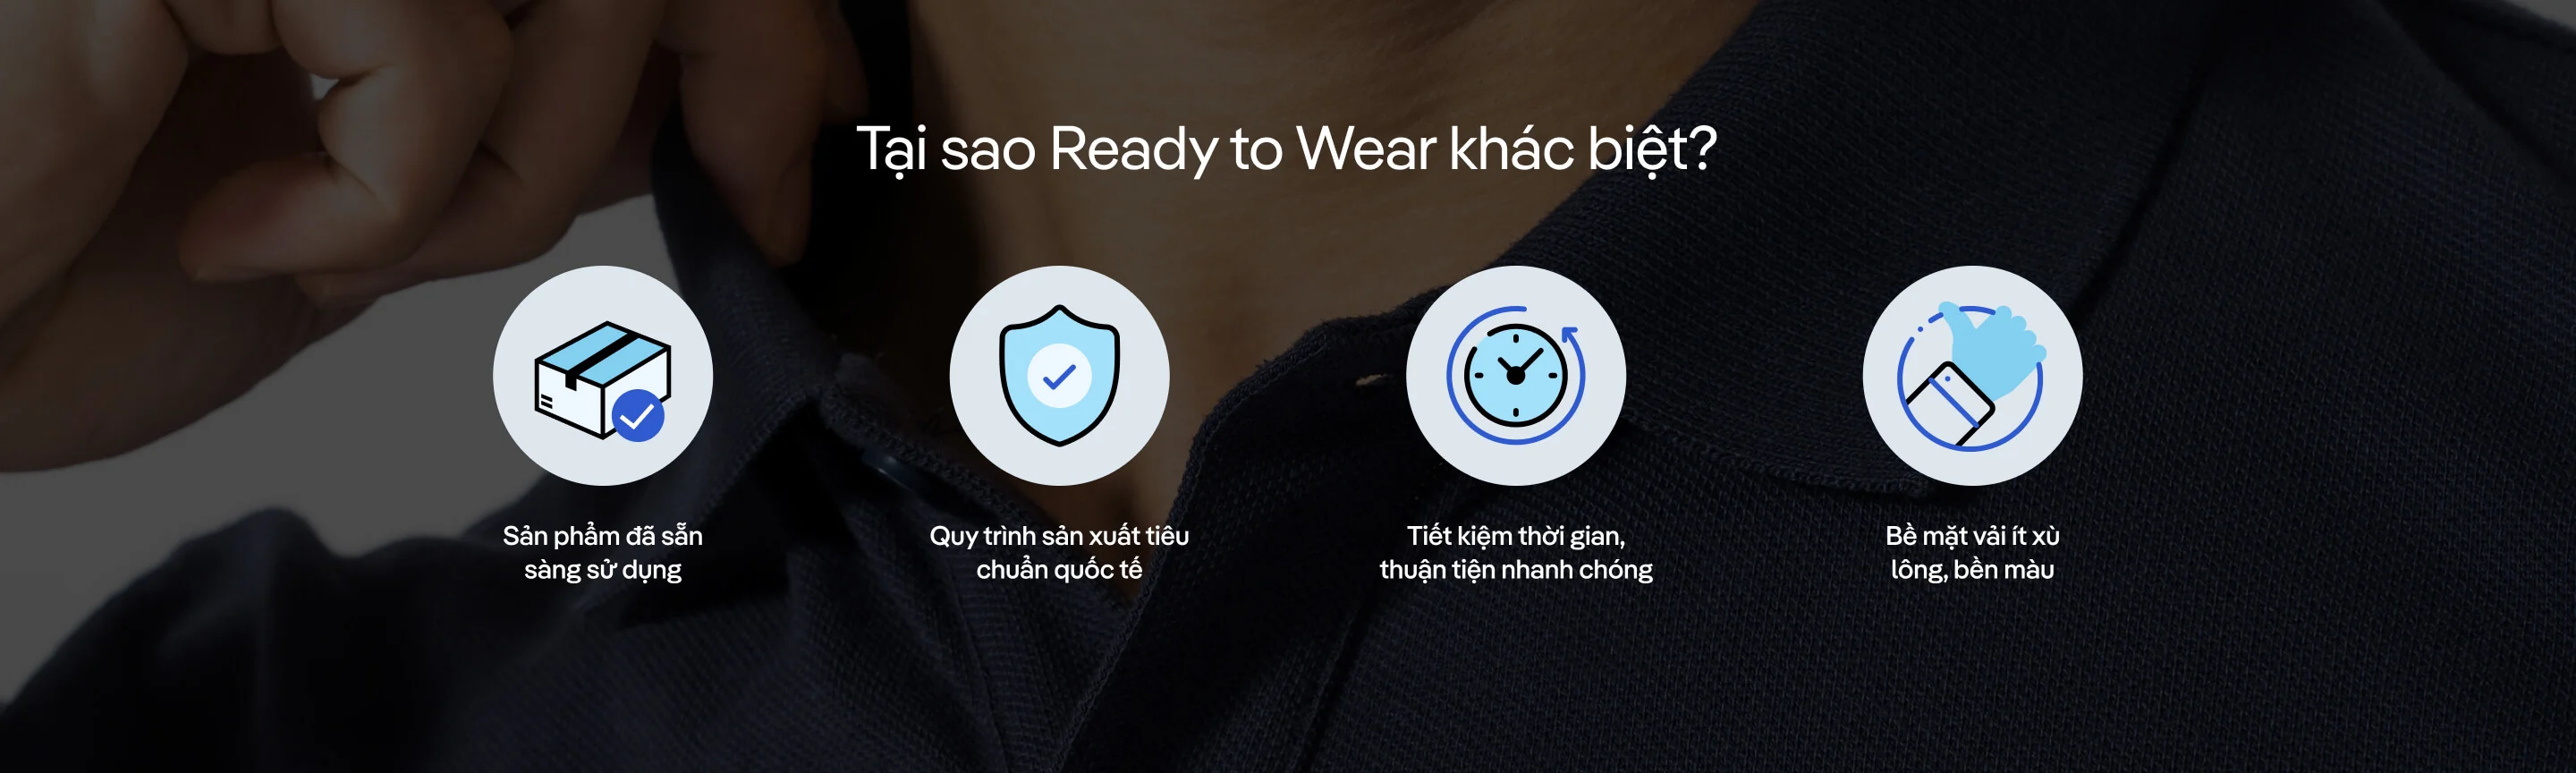 Tại sao Ready to Wear khác biệt?
Sản phẩm đã sẵn
sàng sử dụng
Quy trình sản xuất tiêu
chuẩn quốc tế
Tiết kiệm thời gian,
thuận tiện nhanh chóng
Bề mặt vải ít xù
lông, bền màu